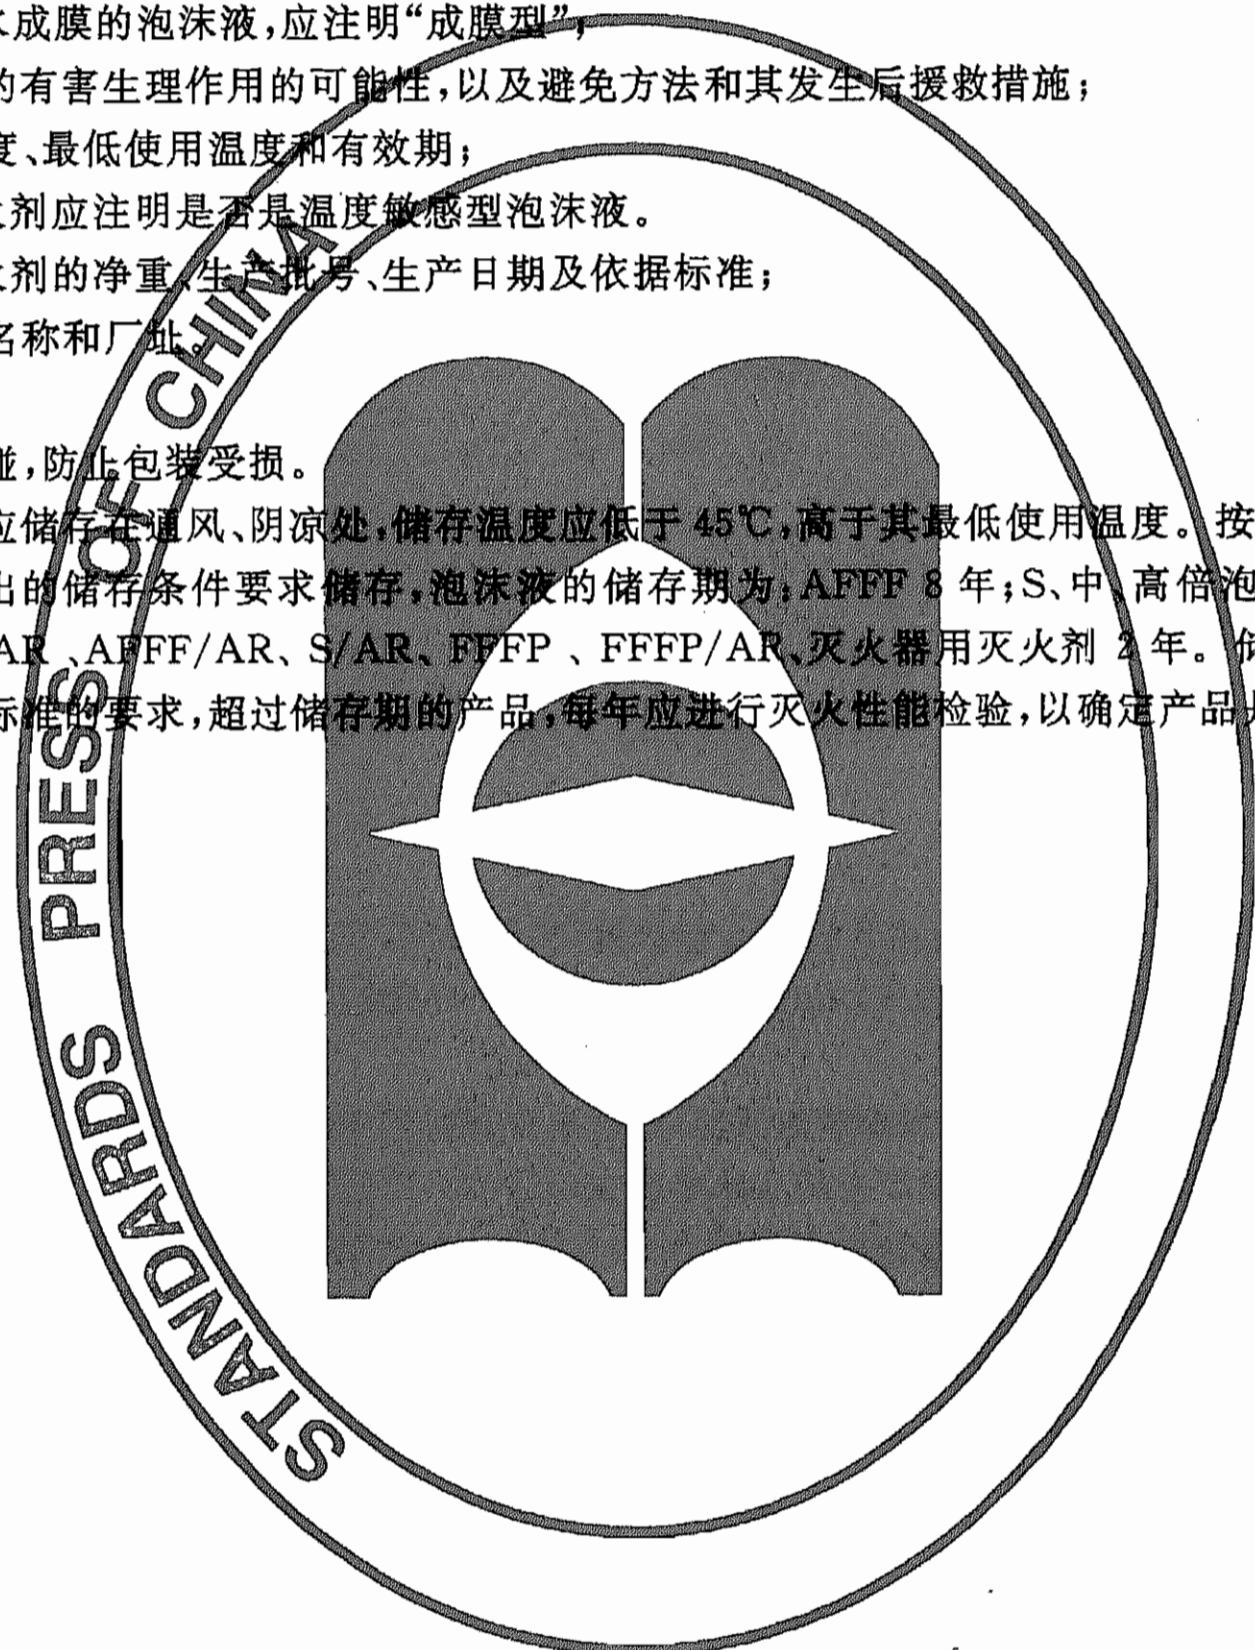 水成膜的泡沫液,应注明“成膜型”;
的有害生理作用的可能性,以及避免方法和其发生后援救措施;
度、最低使用温度和有效期;
火剂应注明是否是温度敏感型泡沫液。
火剂的净重、生产批号、生产日期及依据标准;
名称和厂址。
碰,防止包装受损。
应储存在通风、阴凉处,储存温度应低于45℃,高于其最低使用温度。按
出的储存条件要求储存,泡沫液的储存期为:AFFF 8 年;S、中、高倍泡
AR、AFFF/AR、S/AR、FFFP、FFFP/AR、灭火器用灭火剂 2 年。储
标准的要求,超过储存期的产品,每年应进行灭火性能检验,以确定产品
STANDARDS PRESS OF CHINA